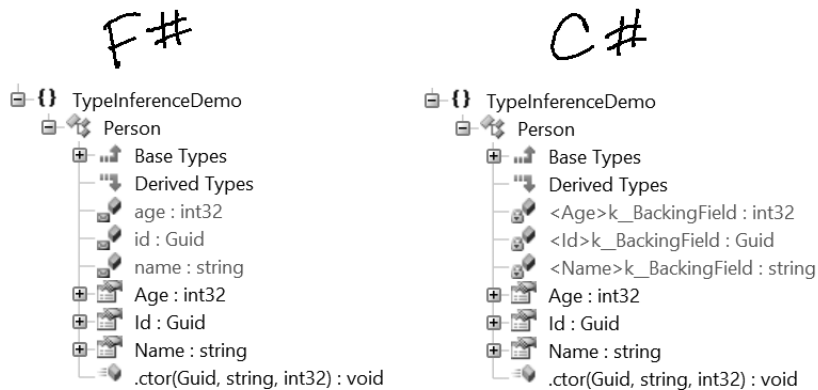 F#
TypeInferenceDemo
Person
Base Types
Derived Types
age : int32
id : Guid
name : string
Age : int32
Id : Guid
Name : string
.ctor(Guid, string, int32) : void
C#
TypeInferenceDemo
Person
Base Types
Derived Types
<Age>k__BackingField : int32
<Id>k__BackingField : Guid
<Name>k__BackingField : string
Age : int32
Id : Guid
Name : string
.ctor(Guid, string, int32) : void